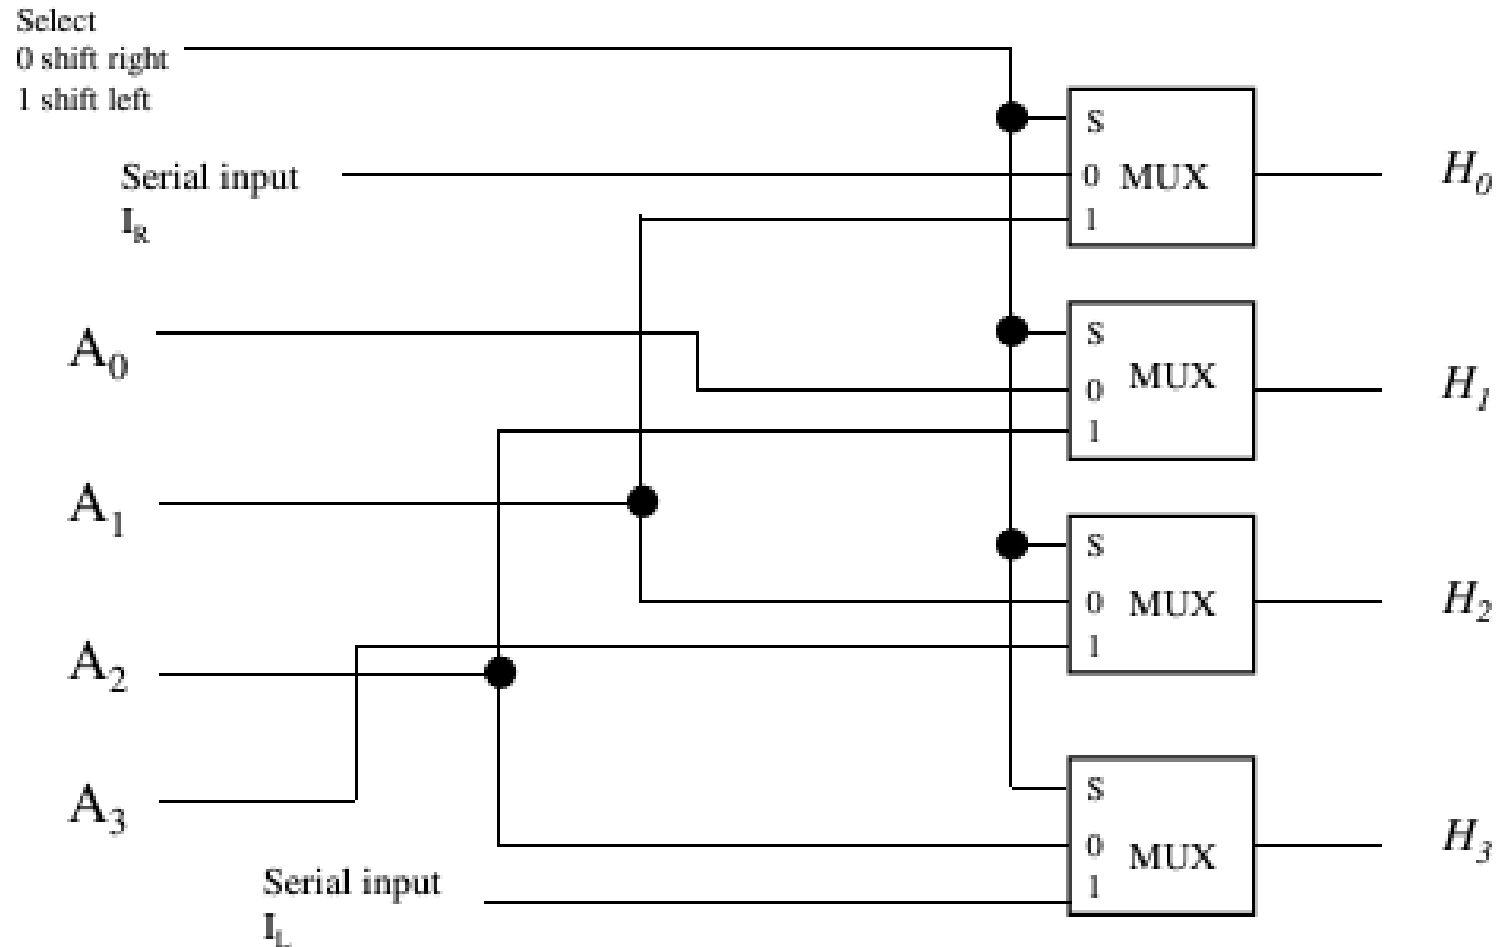 Select
0 shift right
1 shift left
Serial input
I_R
A_0
A_1
A_2
A_3
Serial input
I_L
S
0 MUX
1
S
MUX
0
1
S
0 MUX
1
S
0
MUX
1
H_0
H_1
H_2
H_3